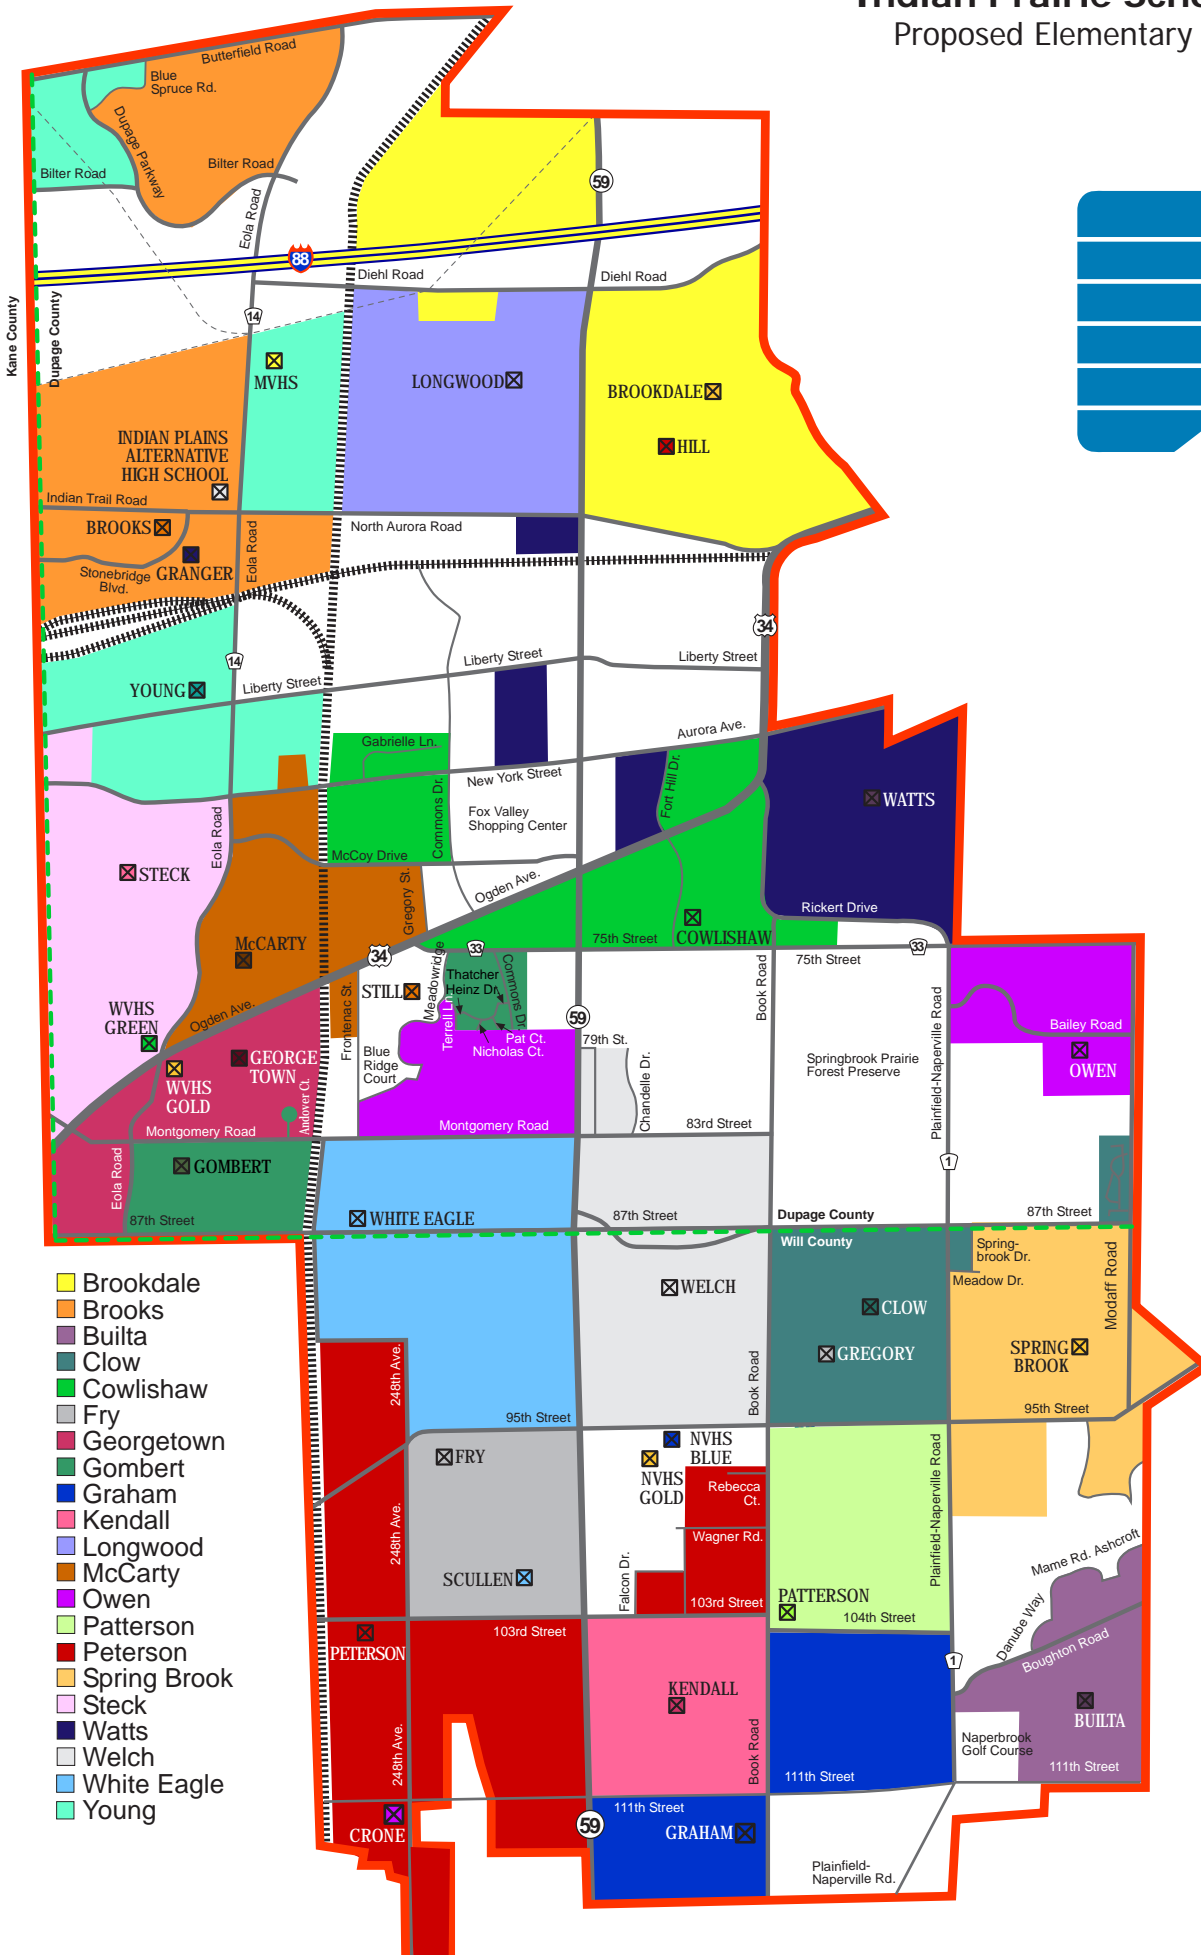 Indian Prairie Scho
Proposed Elementary
Butterfield Road
Blue
Spruce Rd.
Dupage Parkway
Bilter Road
Bilter Road
Eola Road
59
88
Diehl Road
Diehl Road
Kane County
Dupage County
14
MVHS
LONGWOOD
BROOKDALE
HILL
INDIAN PLAINS
ALTERNATIVE
HIGH SCHOOL
Indian Trail Road
North Aurora Road
BROOKS
Eola Road
Stonebridge
Blvd.
GRANGER
34
14
Liberty Street
Liberty Street
YOUNG
Liberty Street
Aurora Ave.
Gabrielle Ln.
New York Street
Commons Dr.
Fort Hill Dr.
Fox Valley
Shopping Center
WATTS
Eola Road
McCoy Drive
STECK
Gregory St.
Ogden Ave.
Rickert Drive
McCARTY
34
33
75th Street
COWLISHAW
33
75th Street
Meadowridge
Thatcher
Heinz Dr.
Commons Dr.
STILL
Frontenac St.
Terrell Ln.
Book Road
Plainfield-Naperville Road
Bailey Road
WVHS
GREEN
Ogden Ave.
59
79th St.
Pat Ct.
Nicholas Ct.
Blue
Ridge
Court
GEORGE
TOWN
Springbrook Prairie
Forest Preserve
OWEN
WVHS
GOLD
Andover Ct.
Chandelle Dr.
Montgomery Road
Montgomery Road
83rd Street
1
GOMBERT
Eola Road
87th Street
WHITE EAGLE
87th Street
Dupage County
87th Street
Will County
Spring-
brook Dr.
Meadow Dr.
Modaff Road
WELCH
CLOW
GREGORY
SPRING
BROOK
248th Ave.
Book Road
95th Street
95th Street
FRY
NVHS
BLUE
NVHS
GOLD
Rebecca
Ct.
Plainfield-Naperville Road
248th Ave.
Wagner Rd.
Mame Rd. Ashcroft
SCULLEN
Falcon Dr.
103rd Street
PATTERSON
104th Street
Danube Way
PETERSON
103rd Street
Boughton Road
1
KENDALL
BUILTA
248th Ave.
Book Road
Naperbrook
Golf Course
111th Street
111th Street
111th Street
CRONE
59
GRAHAM
Plainfield-
Naperville Rd.
Brookdale
Brooks
Builta
Clow
Cowlishaw
Fry
Georgetown
Gombert
Graham
Kendall
Longwood
McCarty
Owen
Patterson
Peterson
Spring Brook
Steck
Watts
Welch
White Eagle
Young